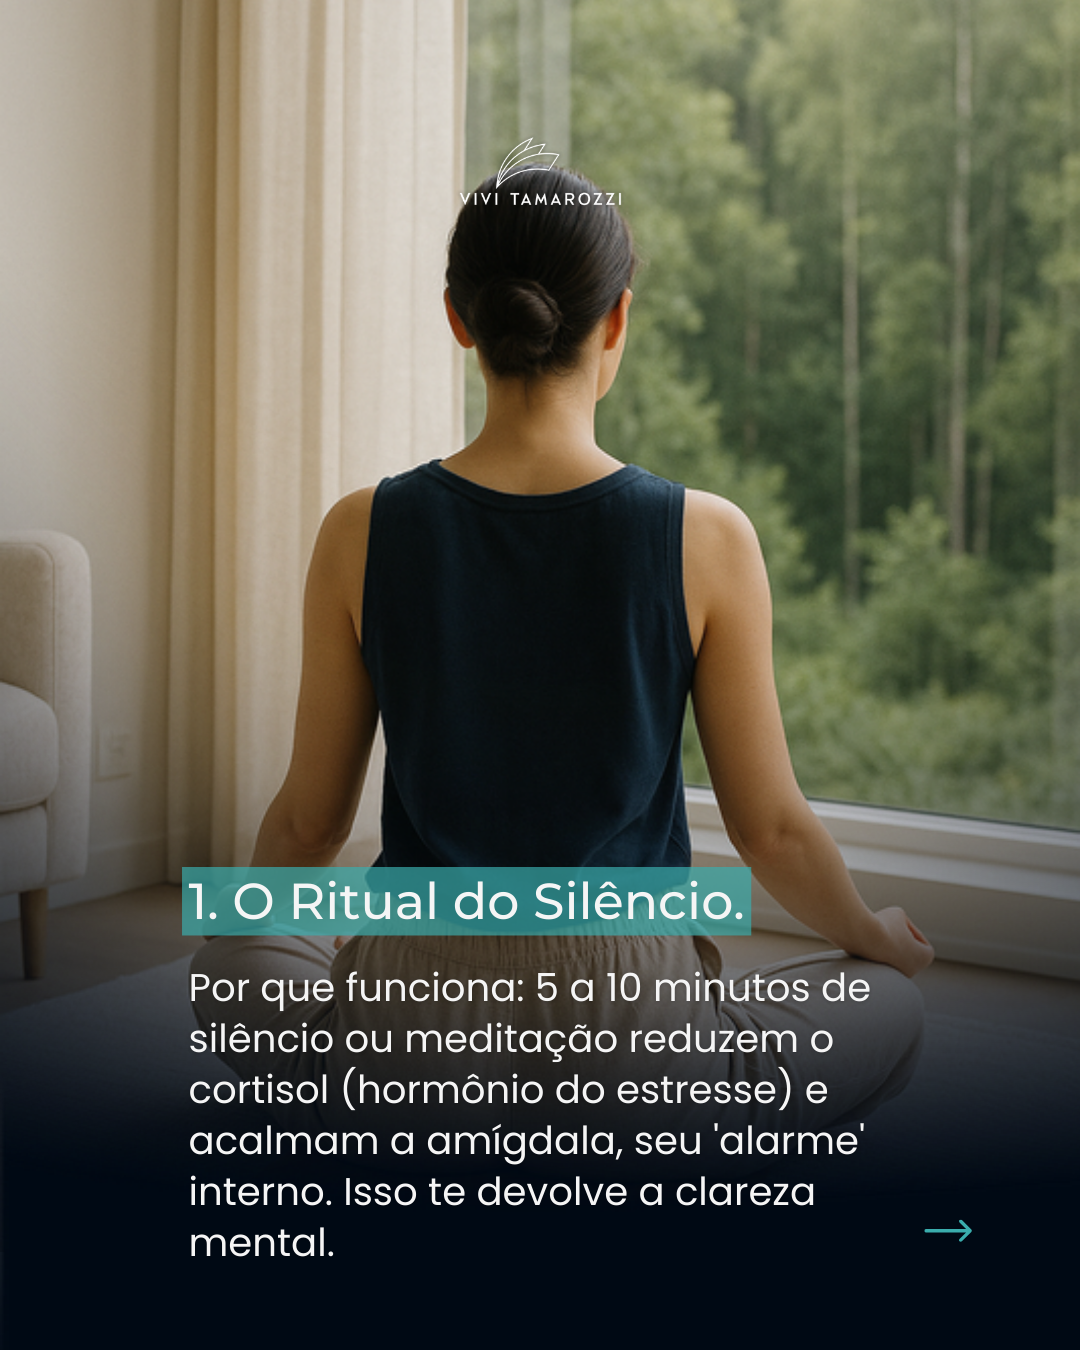 VIVI TAMAROZZI
1. O Ritual do Silêncio.
Por que funciona: 5 a 10 minutos de
silêncio ou meditação reduzem o
cortisol (hormônio do estresse) e
acalmam a amígdala, seu 'alarme'
interno. Isso te devolve a clareza
mental.